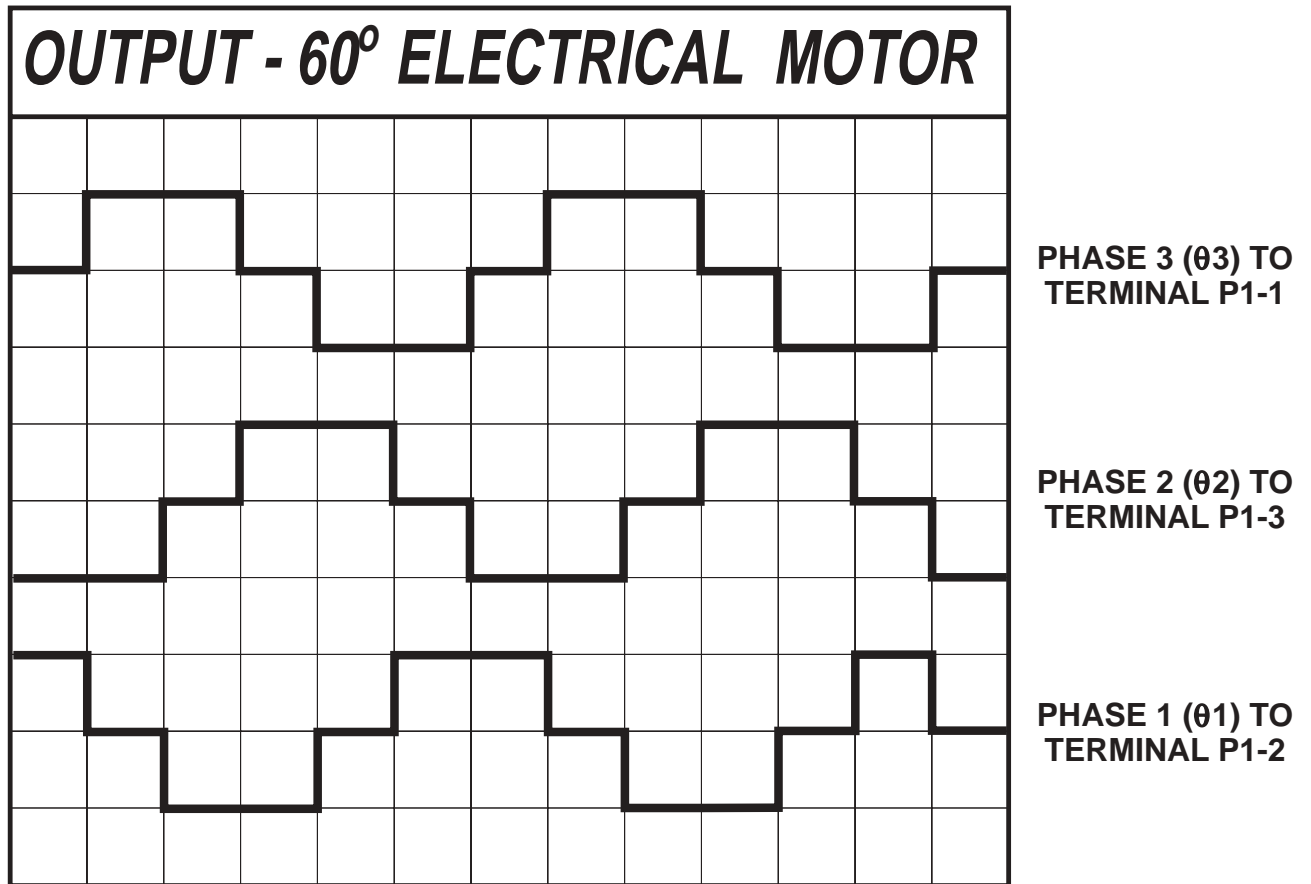 OUTPUT - 60° ELECTRICAL MOTOR
PHASE 3 (θ3) TO
TERMINAL P1-1
PHASE 2 (θ2) TO
TERMINAL P1-3
PHASE 1 (θ1) TO
TERMINAL P1-2